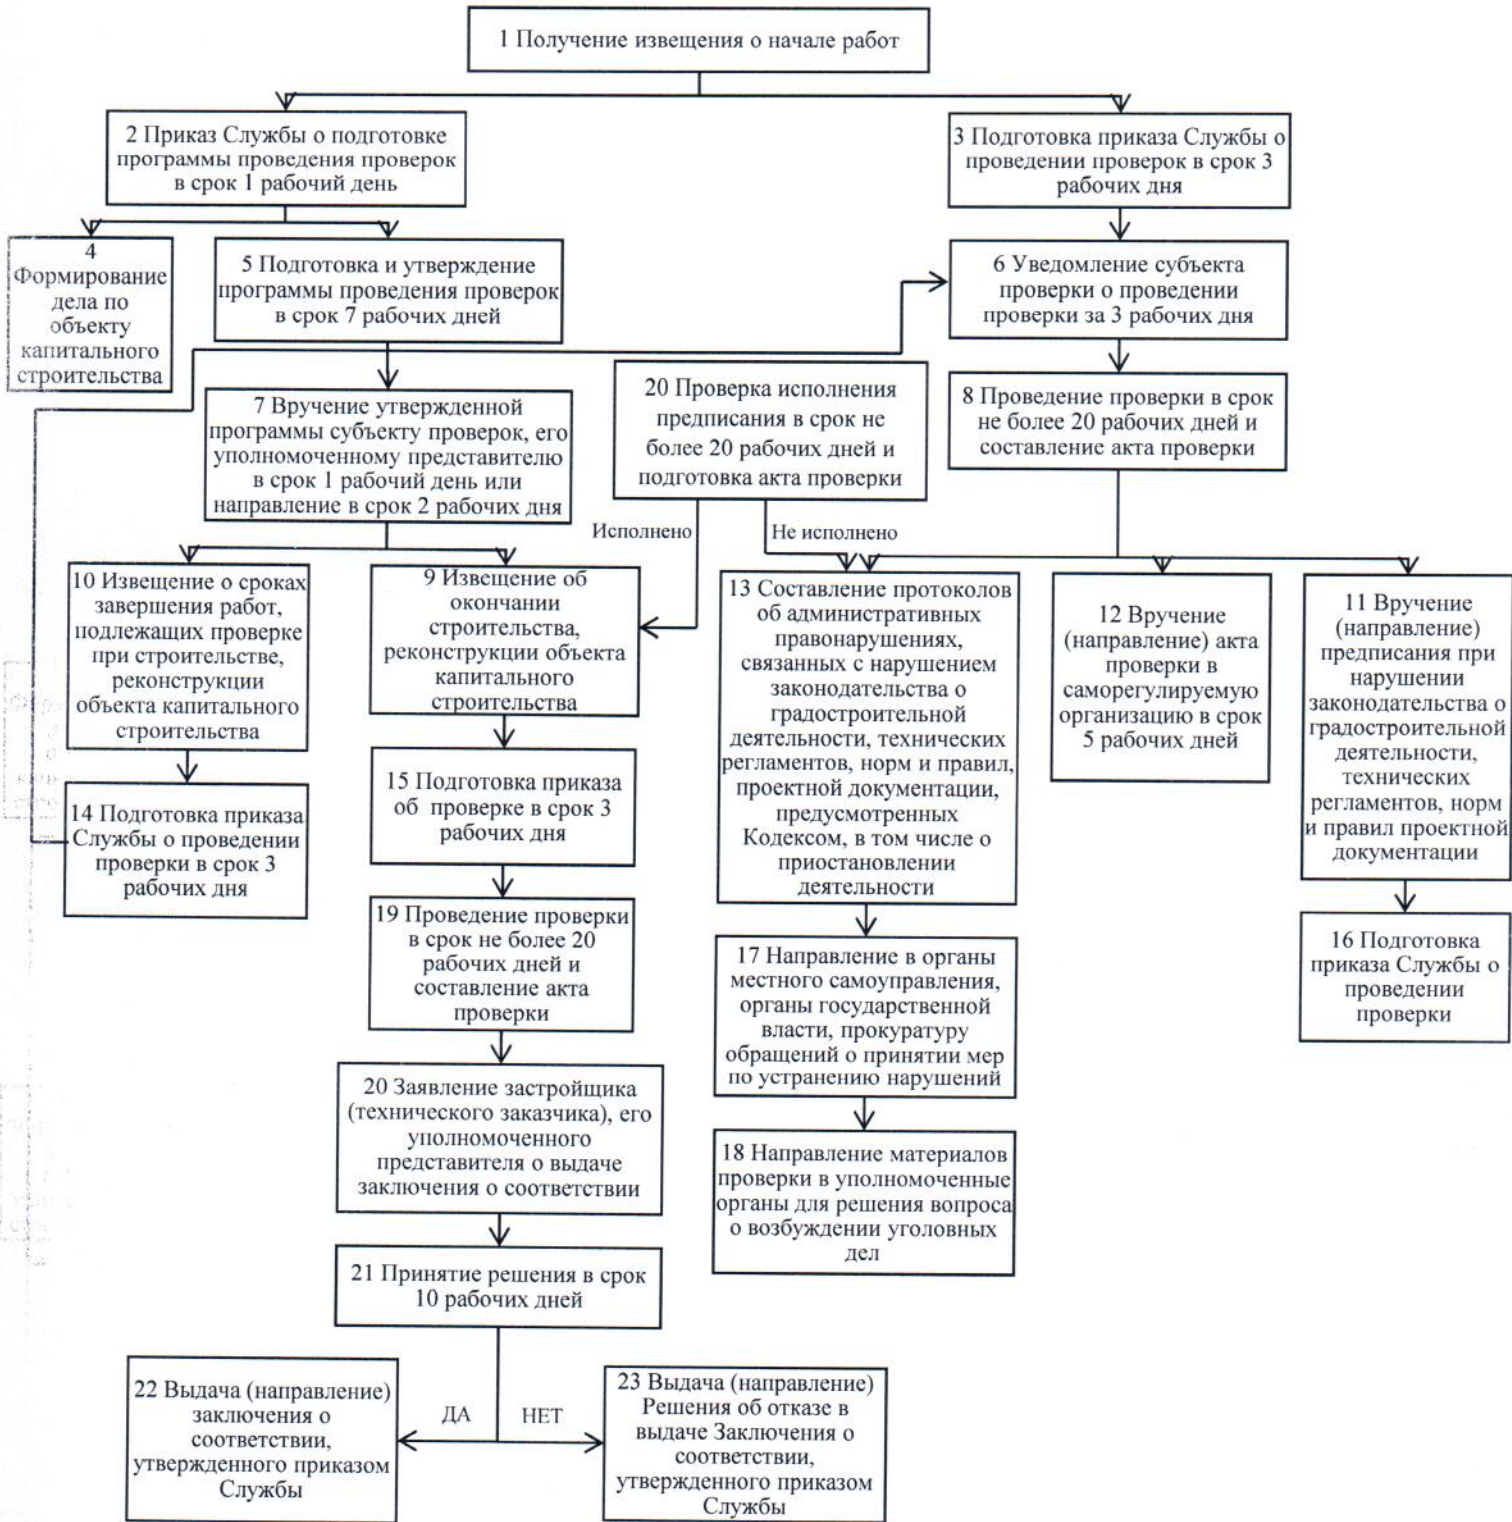 1 Получение извещения о начале работ
2 Приказ Службы о подготовке
программы проведения проверок
в срок 1 рабочий день
3 Подготовка приказа Службы о
проведении проверок в срок 3
рабочих дня
4
Формирование
дела по
объекту
капитального
строительства
5 Подготовка и утверждение
программы проведения проверок
в срок 7 рабочих дней
6 Уведомление субъекта
проверки о проведении
проверки за 3 рабочих дня
7 Вручение утвержденной
программы субъекту проверок, его
уполномоченному представителю
в срок 1 рабочий день или
направление в срок 2 рабочих дня
20 Проверка исполнения
предписания в срок не
более 20 рабочих дней и
подготовка акта проверки
8 Проведение проверки в срок
не более 20 рабочих дней и
составление акта проверки
Исполнено
Не исполнено
10 Извещение о сроках
завершения работ,
подлежащих проверке
при строительстве,
реконструкции
объекта капитального
строительства
9 Извещение об
окончании
строительства,
реконструкции объекта
капитального
строительства
13 Составление протоколов
об административных
правонарушениях,
связанных с нарушением
законодательства о
градостроительной
деятельности, технических
регламентов, норм и правил,
проектной документации,
предусмотренных
Кодексом, в том числе о
приостановлении
деятельности
12 Вручение
(направление) акта
проверки в
саморегулируемую
организацию в срок
5 рабочих дней
11 Вручение
(направление)
предписания при
нарушении
законодательства о
градостроительной
деятельности,
технических
регламентов, норм
и правил проектной
документации
14 Подготовка приказа
Службы о проведении
проверки в срок 3
рабочих дня
15 Подготовка приказа
об проверке в срок 3
рабочих дня
19 Проведение проверки
в срок не более 20
рабочих дней и
составление акта
проверки
17 Направление в органы
местного самоуправления,
органы государственной
власти, прокуратуру
обращений о принятии мер
по устранению нарушений
16 Подготовка
приказа Службы о
проведении
проверки
20 Заявление застройщика
(технического заказчика), его
уполномоченного
представителя о выдаче
заключения о соответствии
18 Направление материалов
проверки в уполномоченные
органы для решения вопроса
о возбуждении уголовных
дел
21 Принятие решения в срок
10 рабочих дней
22 Выдача (направление)
заключения о
соответствии,
утвержденного приказом
Службы
ДА
НЕТ
23 Выдача (направление)
Решения об отказе в
выдаче Заключения о
соответствии,
утвержденного приказом
Службы